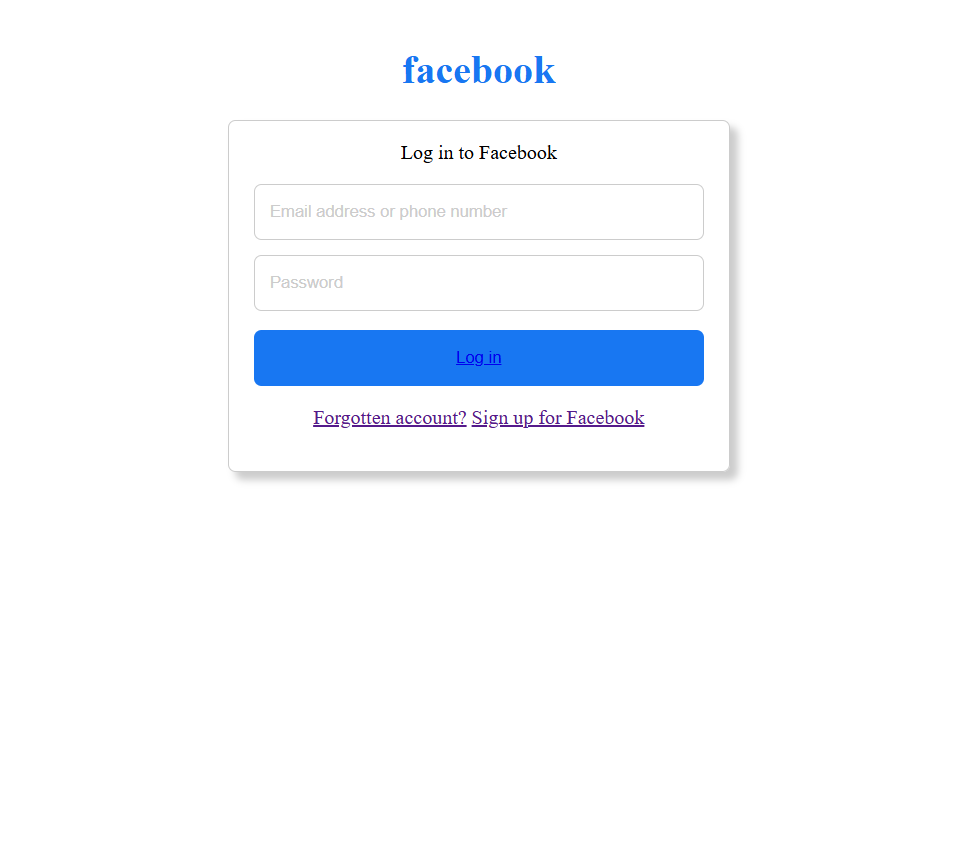 facebook
Log in to Facebook
Email address or phone number
Password
Log in
Forgotten account? Sign up for Facebook